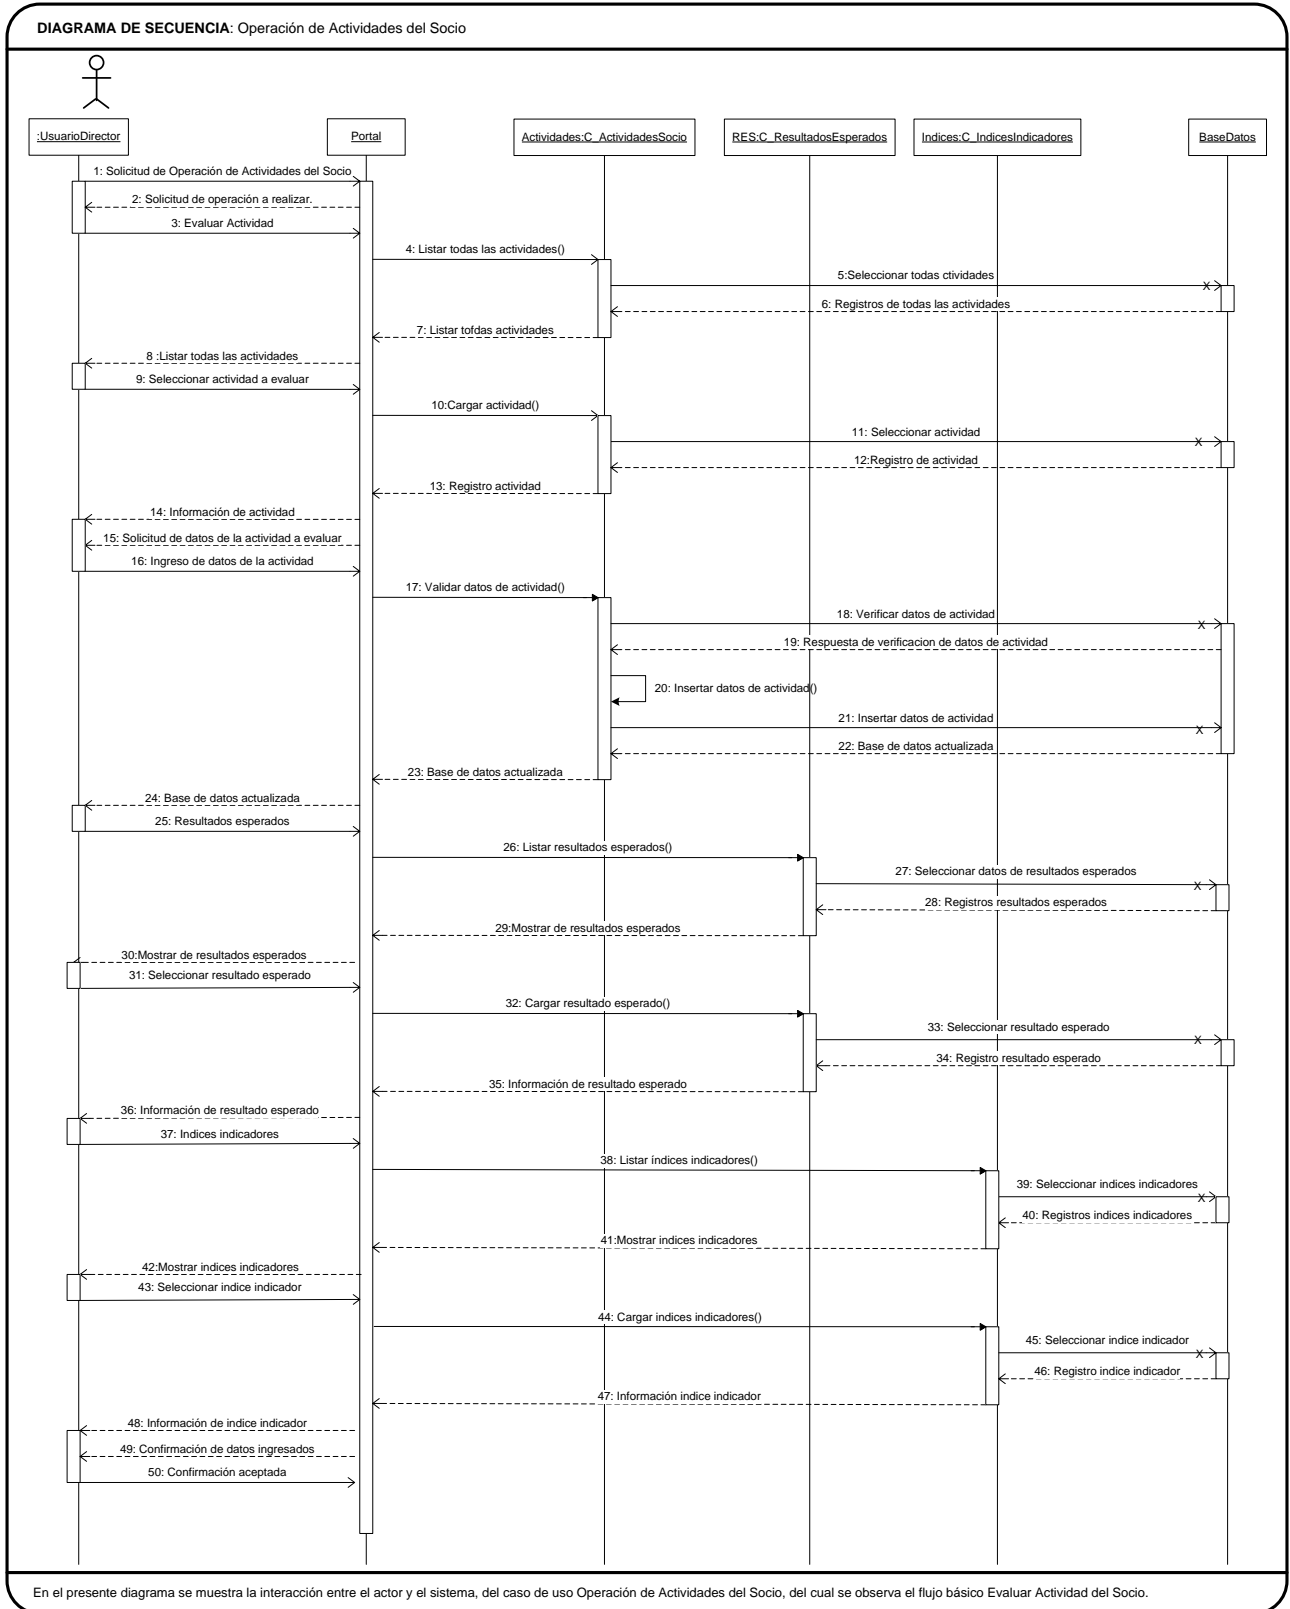 DIAGRAMA DE SECUENCIA: Operación de Actividades del Socio
:UsuarioDirector
Portal
Actividades:C_ActividadesSocio
RES:C_ResultadosEsperados
Indices:C_IndicesIndicadores
BaseDatos
1: Solicitud de Operación de Actividades del Socio
2: Solicitud de operación a realizar.
3: Evaluar Actividad
4: Listar todas las actividades()
5:Seleccionar todas ctividades
X
6: Registros de todas las actividades
7: Listar tofdas actividades
8 :Listar todas las actividades
9: Seleccionar actividad a evaluar
10:Cargar actividad()
11: Seleccionar actividad
X
12:Registro de actividad
13: Registro actividad
14: Información de actividad
15: Solicitud de datos de la actividad a evaluar
16: Ingreso de datos de la actividad
17: Validar datos de actividad()
18: Verificar datos de actividad
X
19: Respuesta de verificacion de datos de actividad
20: Insertar datos de actividad()
21: Insertar datos de actividad
X
22: Base de datos actualizada
23: Base de datos actualizada
24: Base de datos actualizada
25: Resultados esperados
26: Listar resultados esperados()
27: Seleccionar datos de resultados esperados
X
28: Registros resultados esperados
29:Mostrar de resultados esperados
30:Mostrar de resultados esperados
31: Seleccionar resultado esperado
32: Cargar resultado esperado()
33: Seleccionar resultado esperado
X
34: Registro resultado esperado
35: Información de resultado esperado
36: Información de resultado esperado
37: Indices indicadores
38: Listar índices indicadores()
39: Seleccionar indices indicadores
X
40: Registros indices indicadores
41:Mostrar indices indicadores
42:Mostrar indices indicadores
43: Seleccionar indice indicador
44: Cargar indices indicadores()
45: Seleccionar indice indicador
X
46: Registro indice indicador
47: Información indice indicador
48: Información de indice indicador
49: Confirmación de datos ingresados
50: Confirmación aceptada
En el presente diagrama se muestra la interacción entre el actor y el sistema, del caso de uso Operación de Actividades del Socio, del cual se observa el flujo básico Evaluar Actividad del Socio.